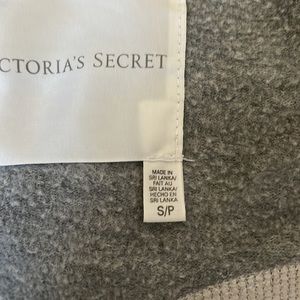 CTORIA'S SECRET
MADE IN
SRI LANKA/
FAIT AU
SRI LANKA/
HECHO EN
SRI LANKA
S/P